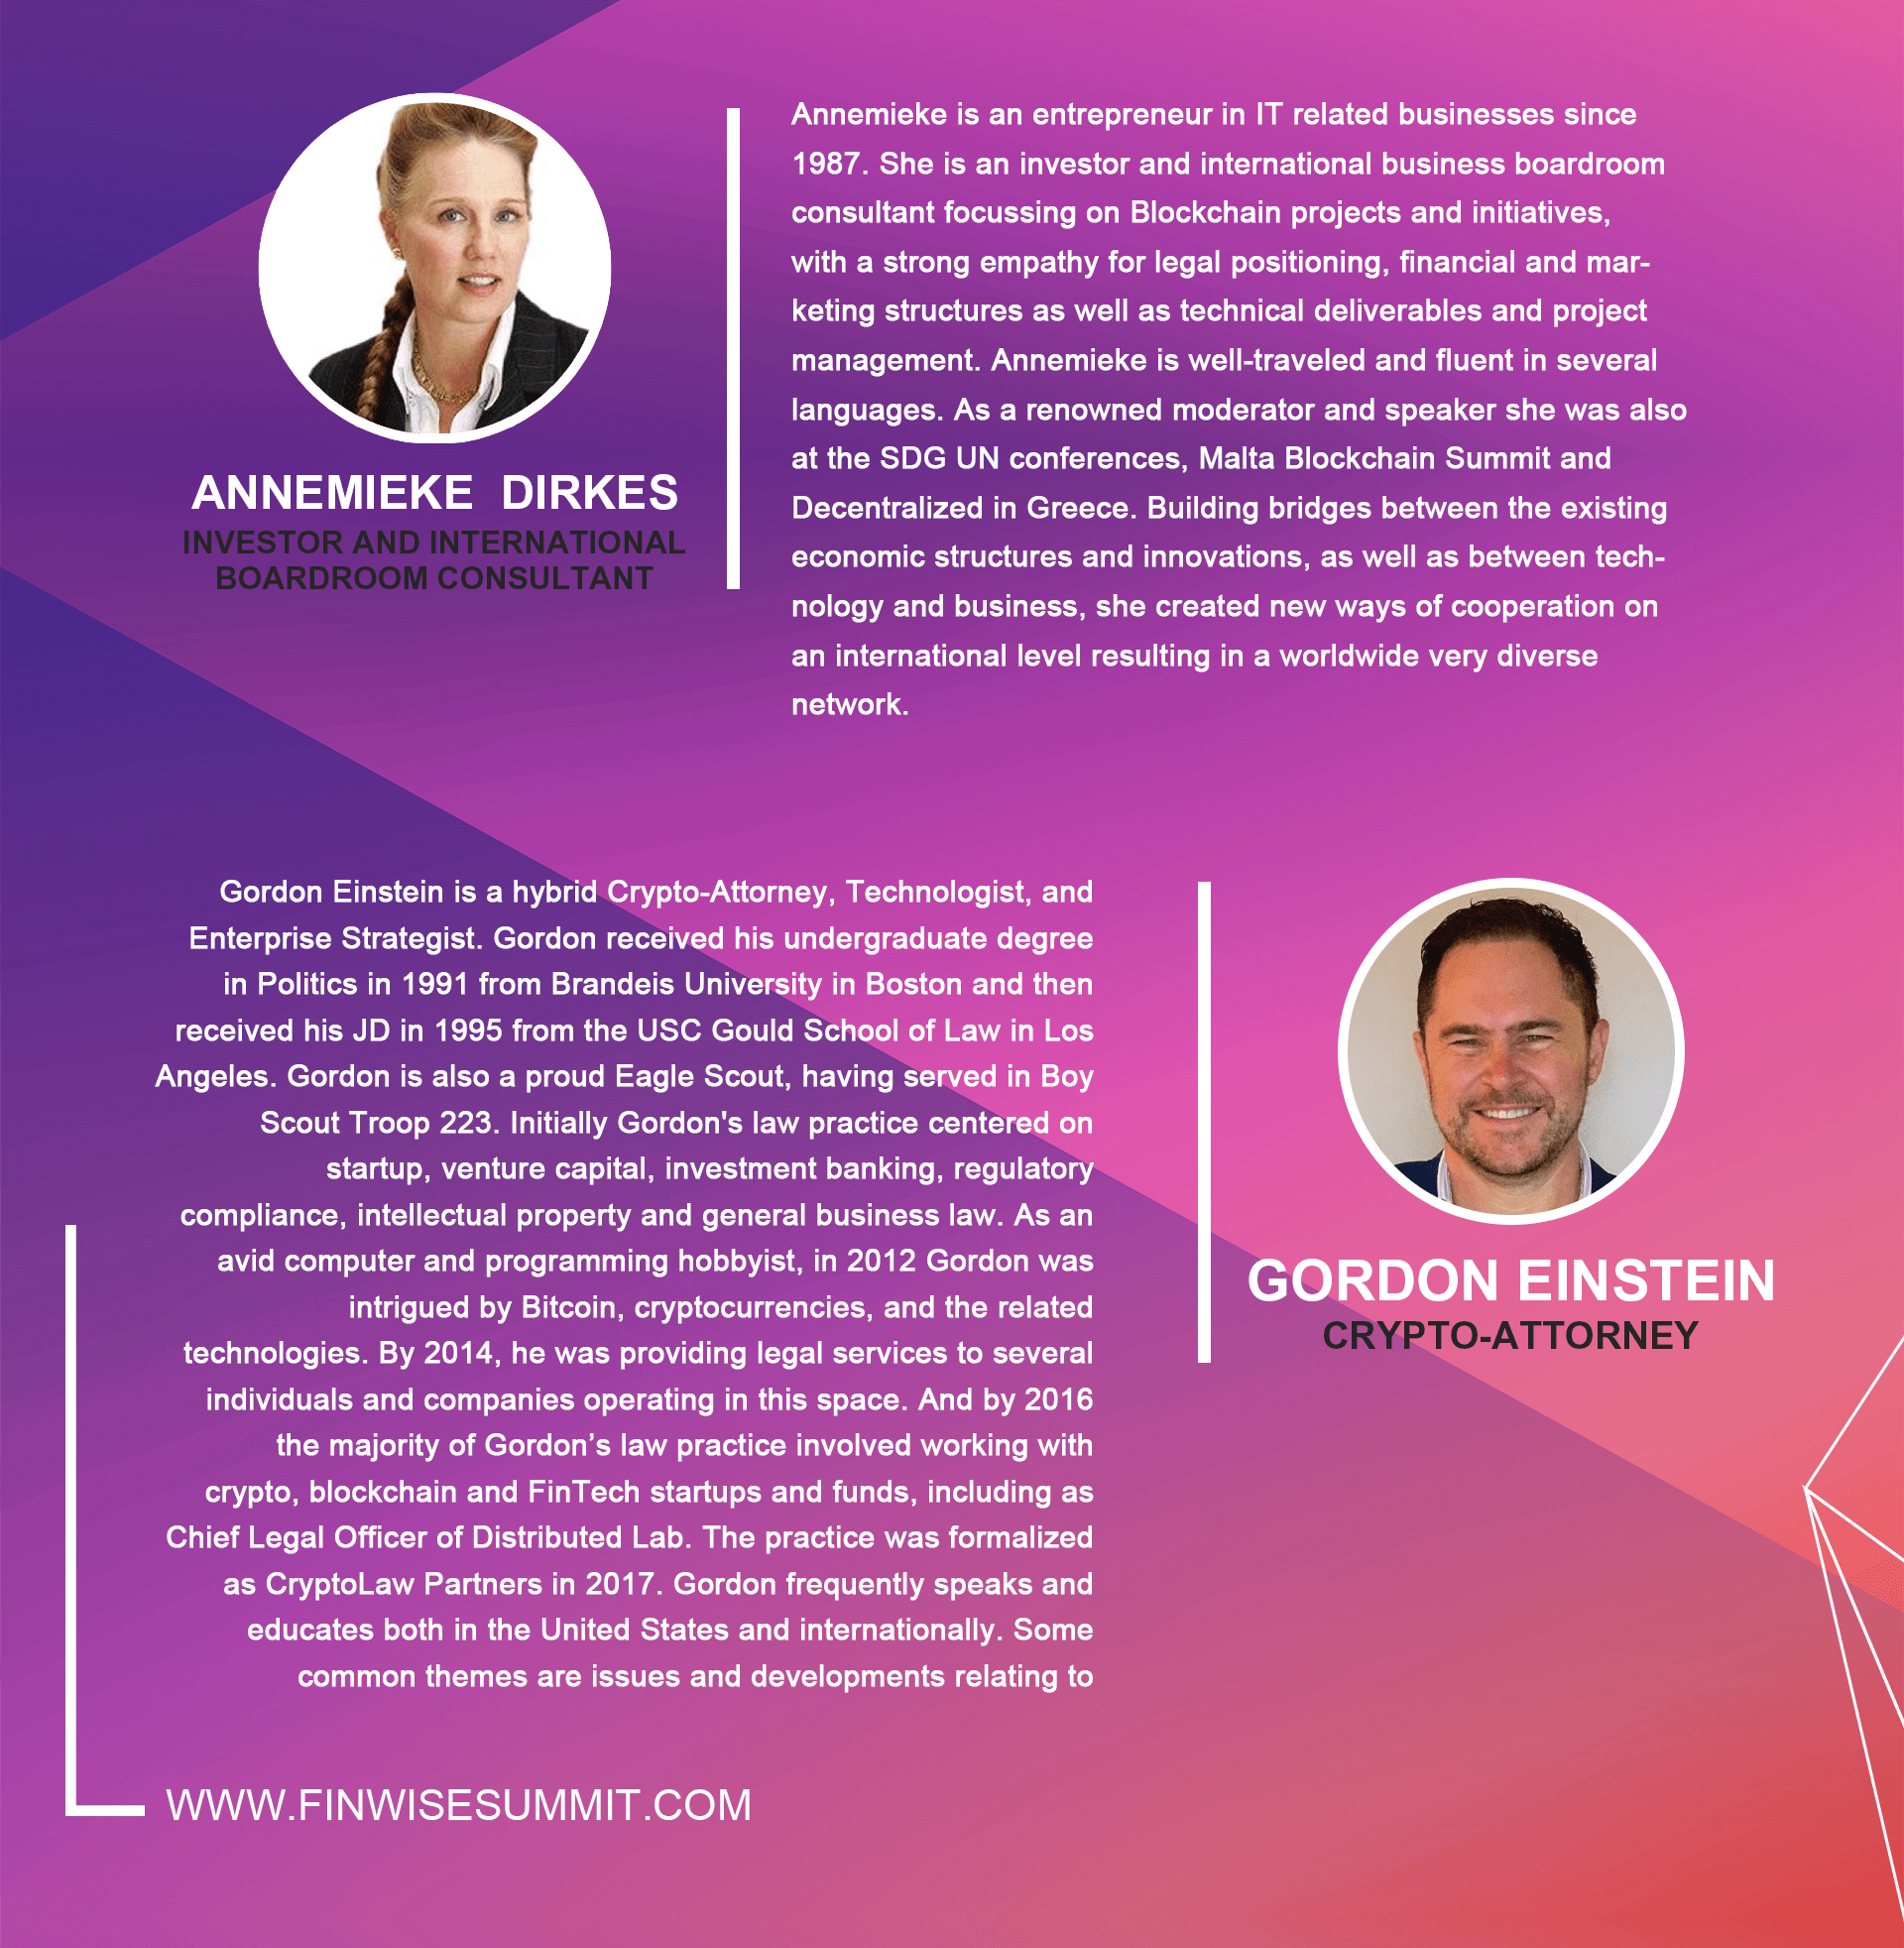 Annemieke is an entrepreneur in IT related businesses since
1987. She is an investor and international business boardroom
consultant focussing on Blockchain projects and initiatives,
with a strong empathy for legal positioning, financial and mar-
keting structures as well as technical deliverables and project
management. Annemieke is well-traveled and fluent in several
languages. As a renowned moderator and speaker she was also
at the SDG UN conferences, Malta Blockchain Summit and
Decentralized in Greece. Building bridges between the existing
economic structures and innovations, as well as between tech-
nology and business, she created new ways of cooperation on
an international level resulting in a worldwide very diverse
network.
ANNEMIEKE DIRKES
INVESTOR AND INTERNATIONAL
BOARDROOM CONSULTANT
Gordon Einstein is a hybrid Crypto-Attorney, Technologist, and
Enterprise Strategist. Gordon received his undergraduate degree
in Politics in 1991 from Brandeis University in Boston and then
received his JD in 1995 from the USC Gould School of Law in Los
Angeles. Gordon is also a proud Eagle Scout, having served in Boy
Scout Troop 223. Initially Gordon's law practice centered on
startup, venture capital, investment banking, regulatory
compliance, intellectual property and general business law. As an
avid computer and programming hobbyist, in 2012 Gordon was
intrigued by Bitcoin, cryptocurrencies, and the related
technologies. By 2014, he was providing legal services to several
individuals and companies operating in this space. And by 2016
the majority of Gordon’s law practice involved working with
crypto, blockchain and FinTech startups and funds, including as
Chief Legal Officer of Distributed Lab. The practice was formalized
as CryptoLaw Partners in 2017. Gordon frequently speaks and
educates both in the United States and internationally. Some
common themes are issues and developments relating to
GORDON EINSTEIN
CRYPTO-ATTORNEY
WWW.FINWISESUMMIT.COM